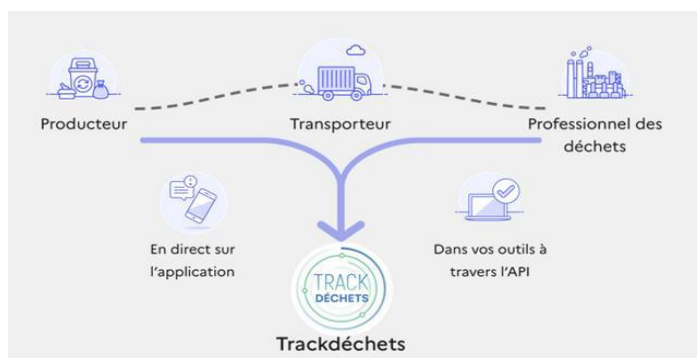 Producteur
Transporteur
Professionnel des
déchets
En direct sur
l'application
Dans vos outils à
travers l'API
TRACK
DÉCHETS
Trackdéchets